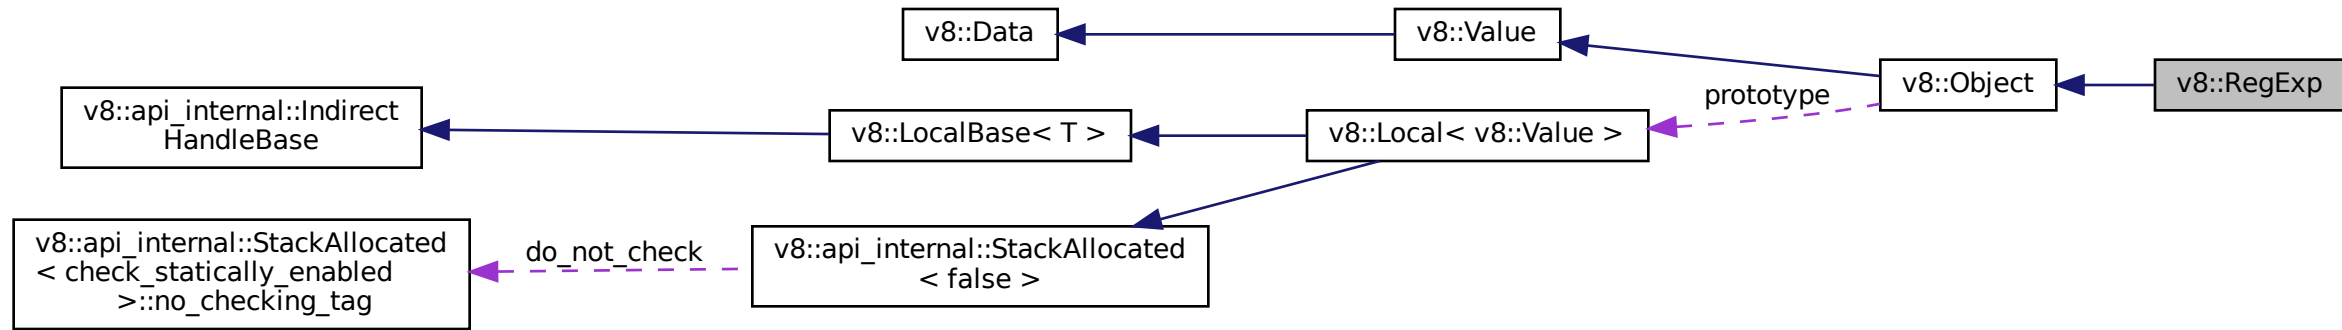 v8::Data
v8::Value
v8::Object
v8::RegExp
prototype
v8::api_internal::Indirect
HandleBase
v8::LocalBase< T >
v8::Local< v8::Value >
v8::api_internal::StackAllocated
< check_statically_enabled
>::no_checking_tag
do_not_check
v8::api_internal::StackAllocated
< false >